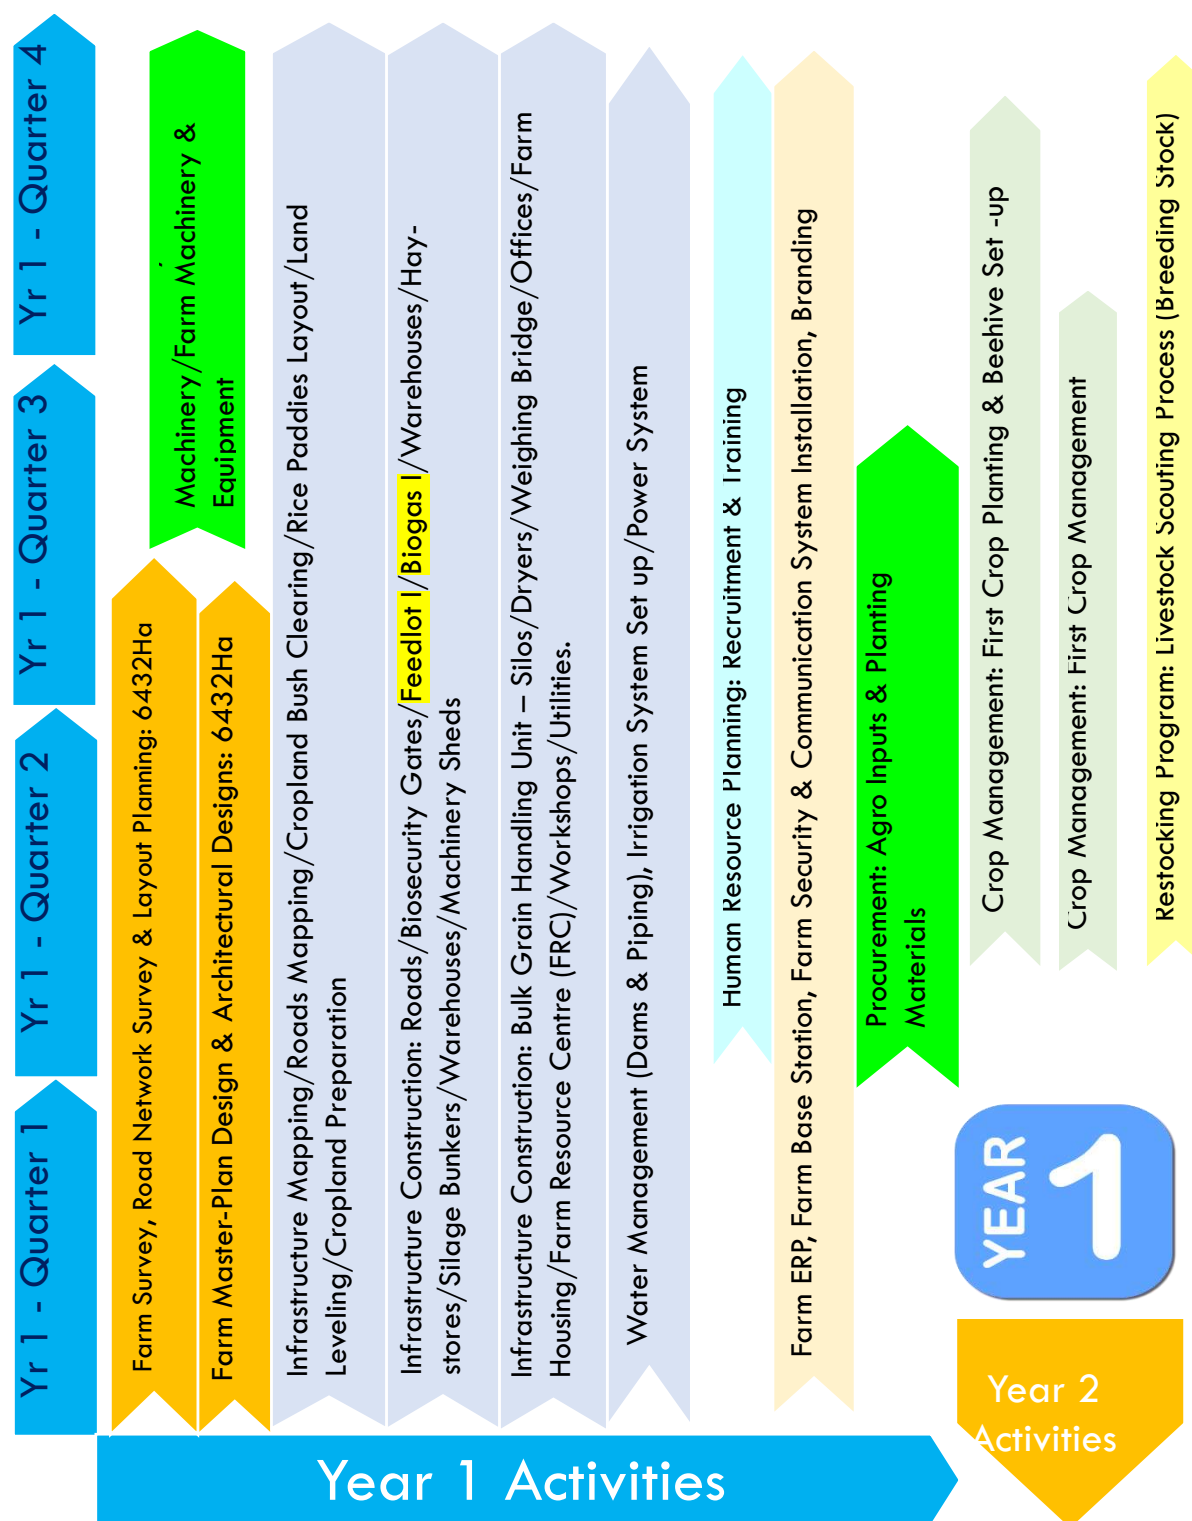 Yr 1 - Quarter 1
Yr 1 - Quarter 2
Yr 1 - Quarter 3
Yr 1 - Quarter 4
Farm Survey, Road Network Survey & Layout Planning: 6432Ha
Farm Master-Plan Design & Architectural Designs: 6432Ha
Machinery/Farm Machinery &
Equipment
Infrastructure Mapping/Roads Mapping/Cropland Bush Clearing/Rice Paddies Layout/Land
Leveling/Cropland Preparation
Infrastructure Construction: Roads/Biosecurity Gates/Feedlot I/Biogas I/Warehouses/Hay-
stores/Silage Bunkers/Warehouses/Machinery Sheds
Infrastructure Construction: Bulk Grain Handling Unit – Silos/Dryers/Weighing Bridge/Offices/Farm
Housing/Farm Resource Centre (FRC)/Workshops/Utilities.
Water Management (Dams & Piping), Irrigation System Set up/Power System
Human Resource Planning: Recruitment & Training
Farm ERP, Farm Base Station, Farm Security & Communication System Installation, Branding
Procurement: Agro Inputs & Planting
Materials
Crop Management: First Crop Planting & Beehive Set -up
Crop Management: First Crop Management
Restocking Program: Livestock Scouting Process (Breeding Stock)
YEAR
1
Year 1 Activities
Year 2
Activities